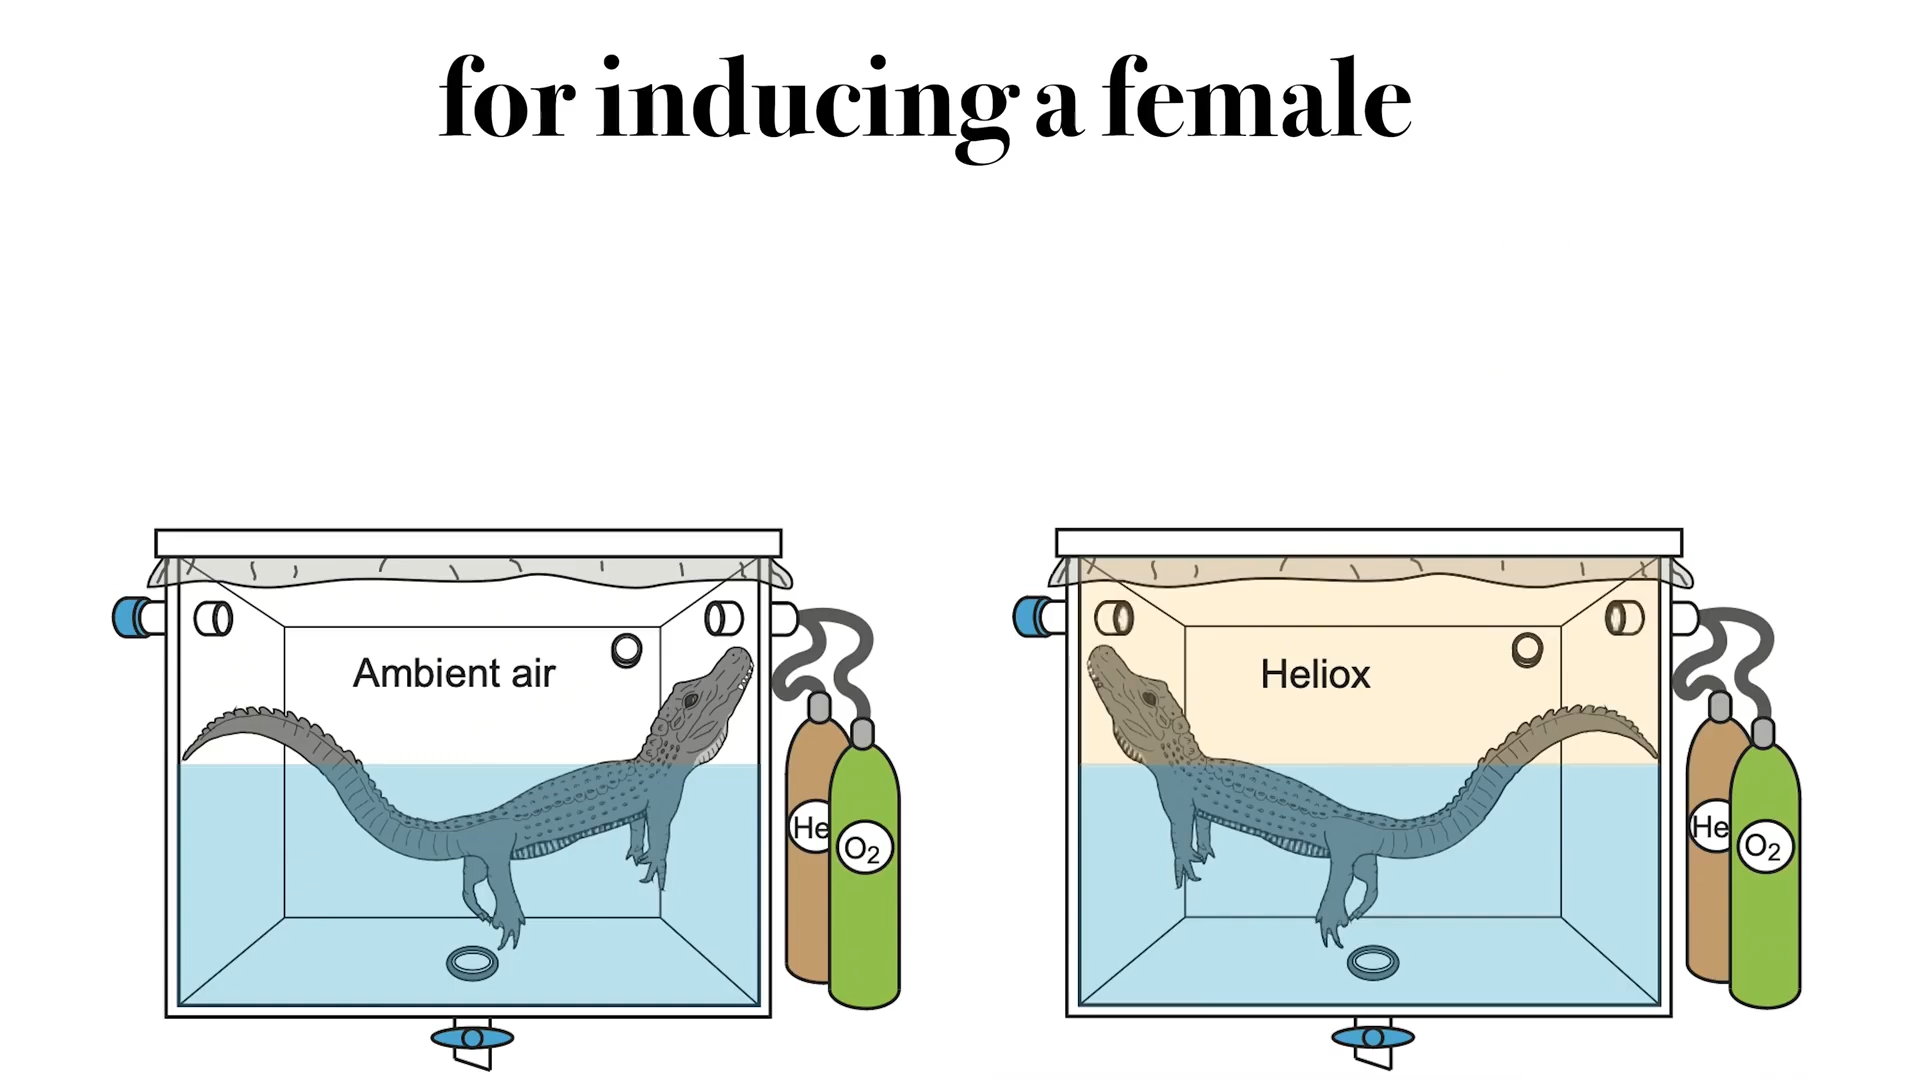 for inducing a female
Ambient air
Heliox
He
O₂
He
O₂